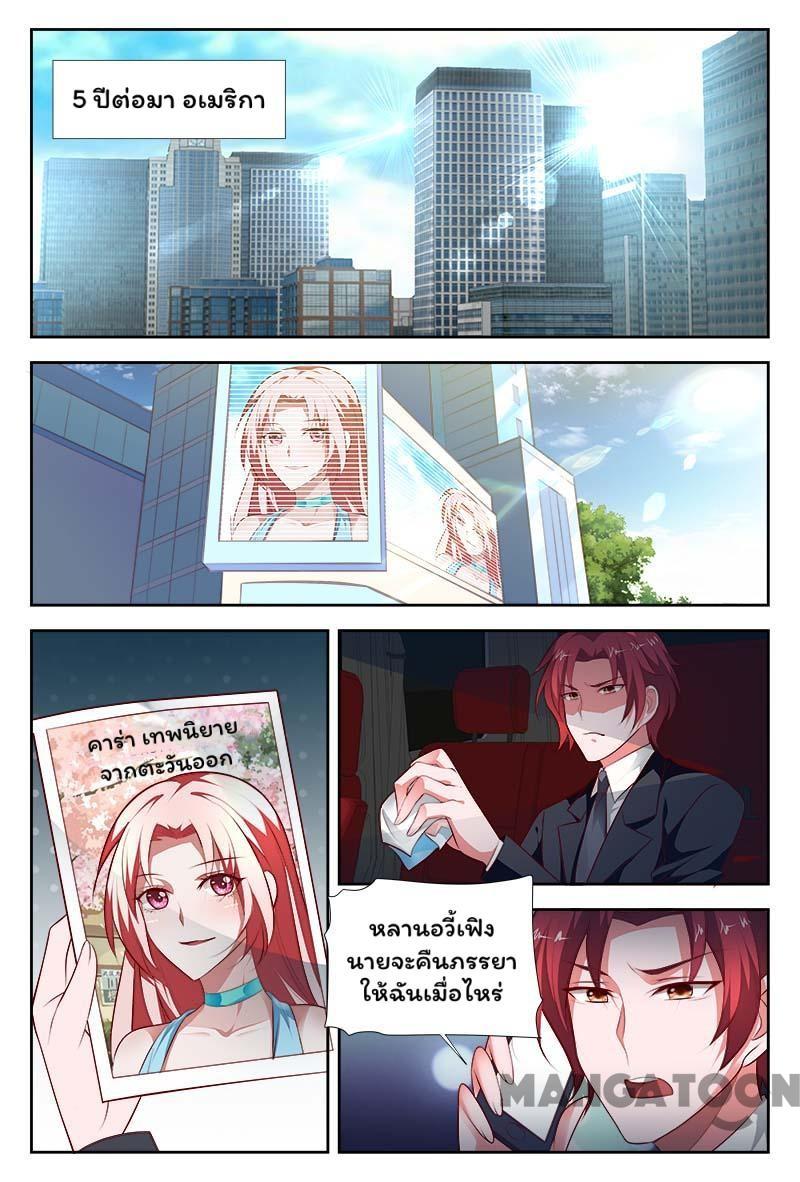 5 ปีต่อมา อเมริกา
คาร่า เทพนิยาย
จากตะวันออก
หลานอวี้เฟิง
นายจะคืนภรรยา
ให้ฉันเมื่อไหร่
MANGATOON